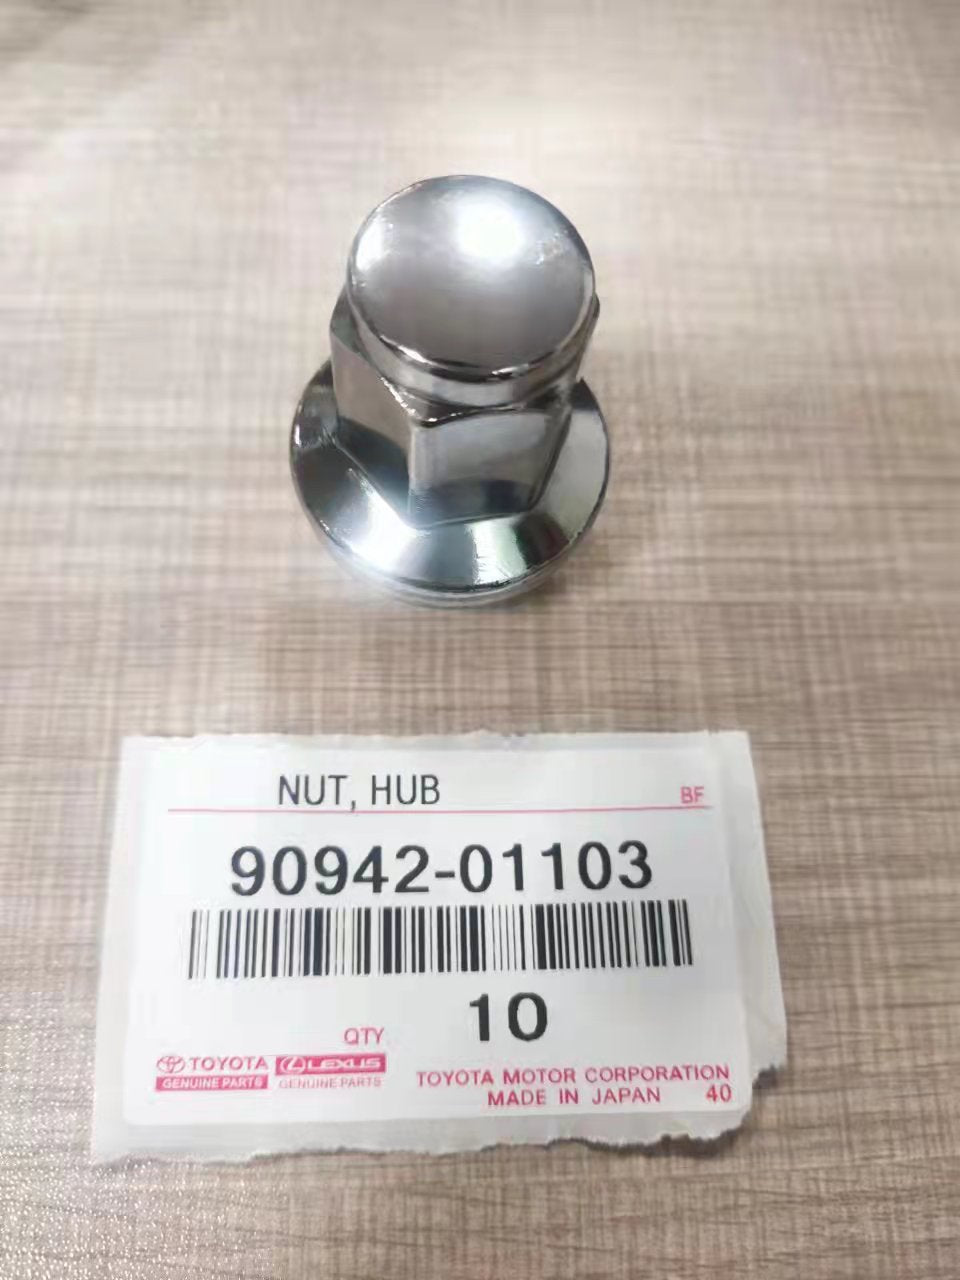 NUT, HUB BF
90942-01103
QTY 10
TOYOTA LEXUS
GENUINE PARTS GENUINE PARTS
TOYOTA MOTOR CORPORATION
MADE IN JAPAN 40